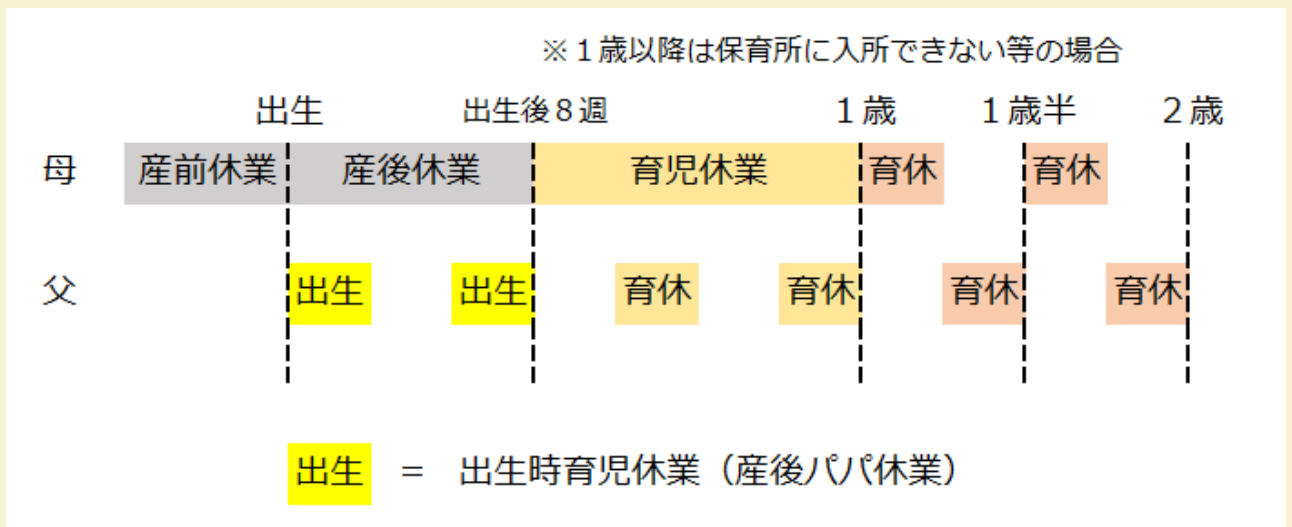 ※１歳以降は保育所に入所できない等の場合
出生 出生後８週 １歳 １歳半 ２歳
母 産前休業 産後休業 育児休業 育休 育休
父 出生 出生 育休 育休 育休 育休
出生 = 出生時育児休業（産後パパ休業）